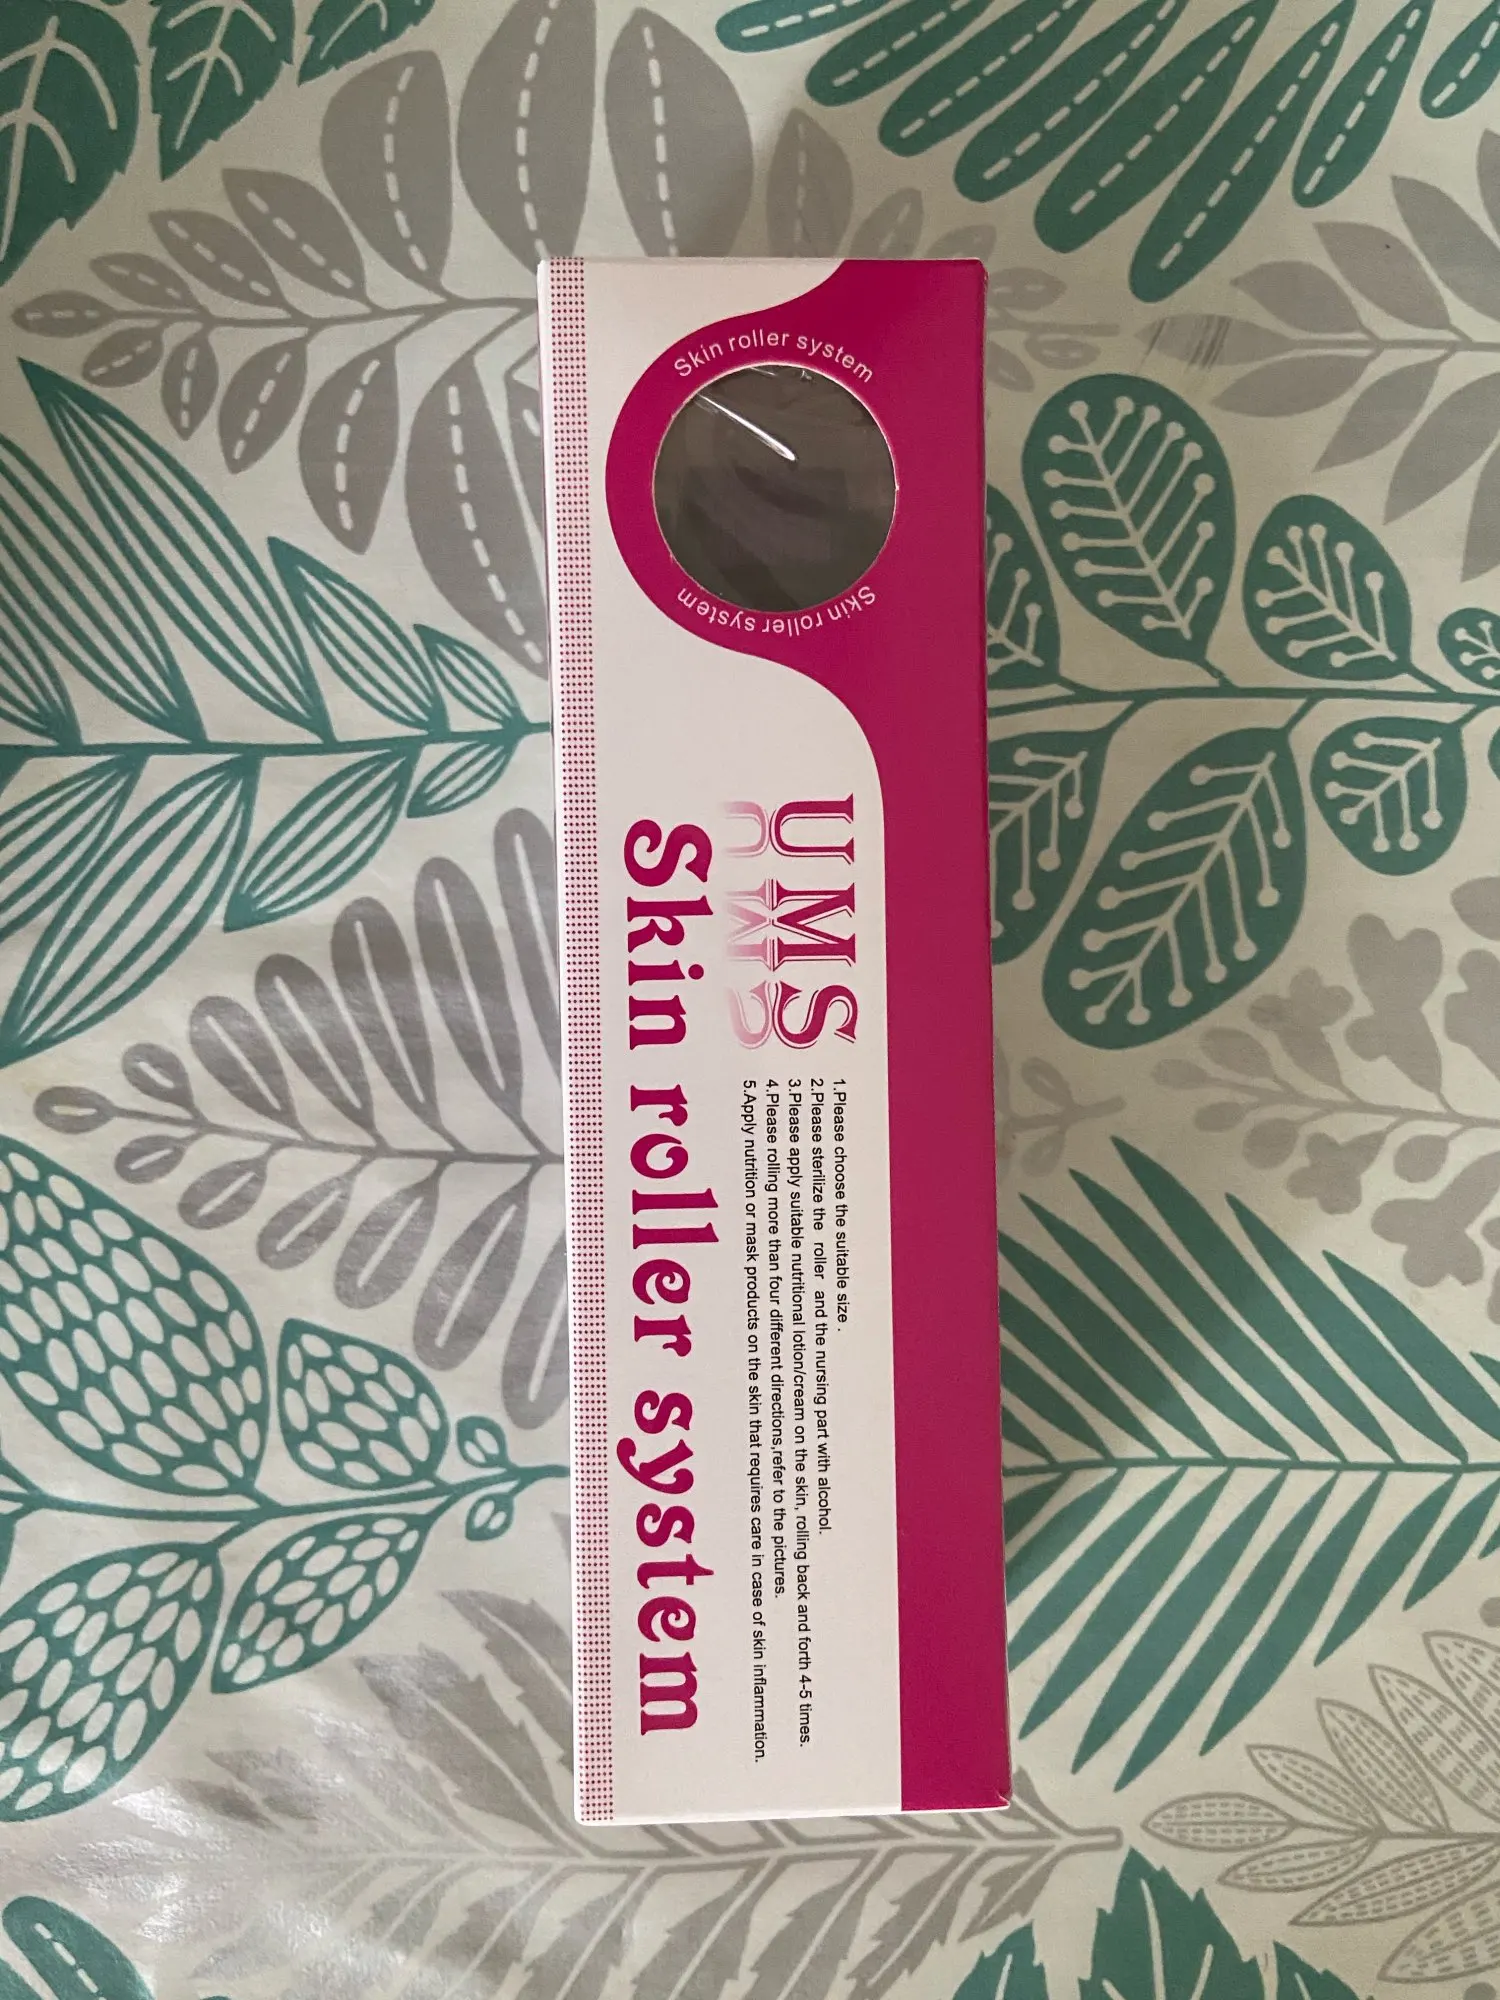 Skin roller system
Skin roller system
UMS
1.Please choose the suitable size .
2.Please sterilize the roller and the nursing part with alcohol.
3.Please apply suitable nutritional lotion/cream on the skin, rolling back and forth 4-5 times.
4.Please rolling more than four different directions,refer to the pictures.
5.Apply nutrition or mask products on the skin that requires care in case of skin inflammation.
Skin roller system